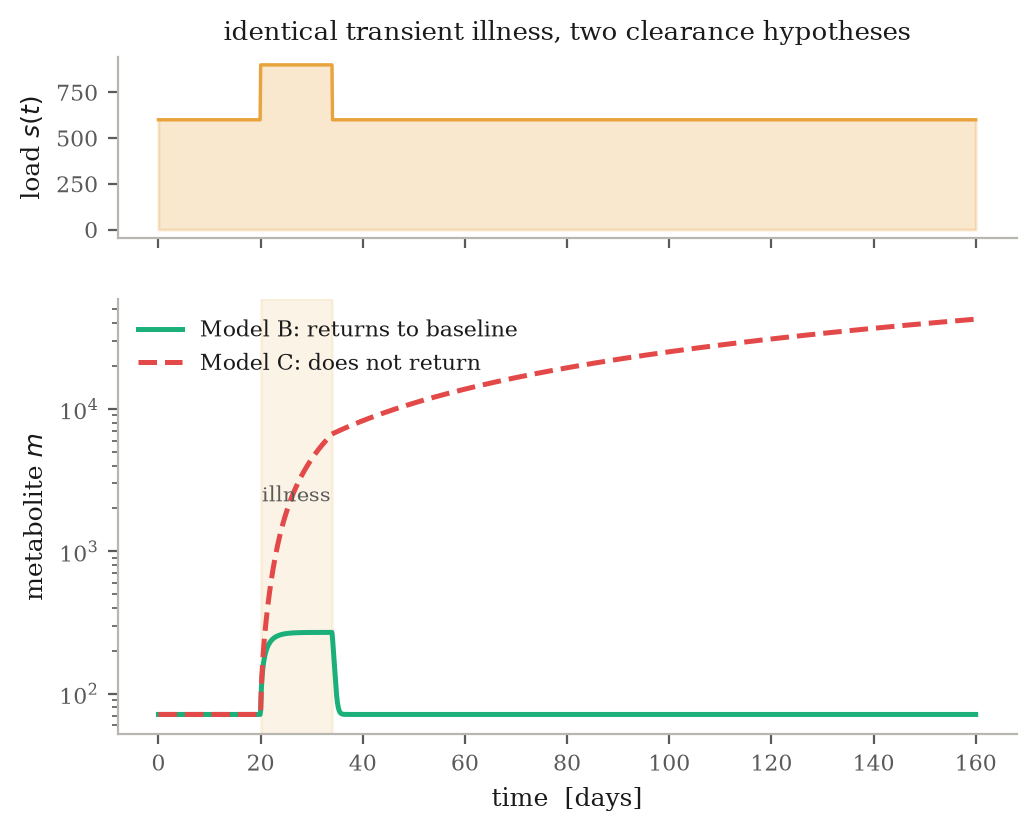 identical transient illness, two clearance hypotheses
load s(t)
750
500
250
0
metabolite m
Model B: returns to baseline
Model C: does not return
10^4
10^3
10^2
illness
0 20 40 60 80 100 120 140 160
time [days]